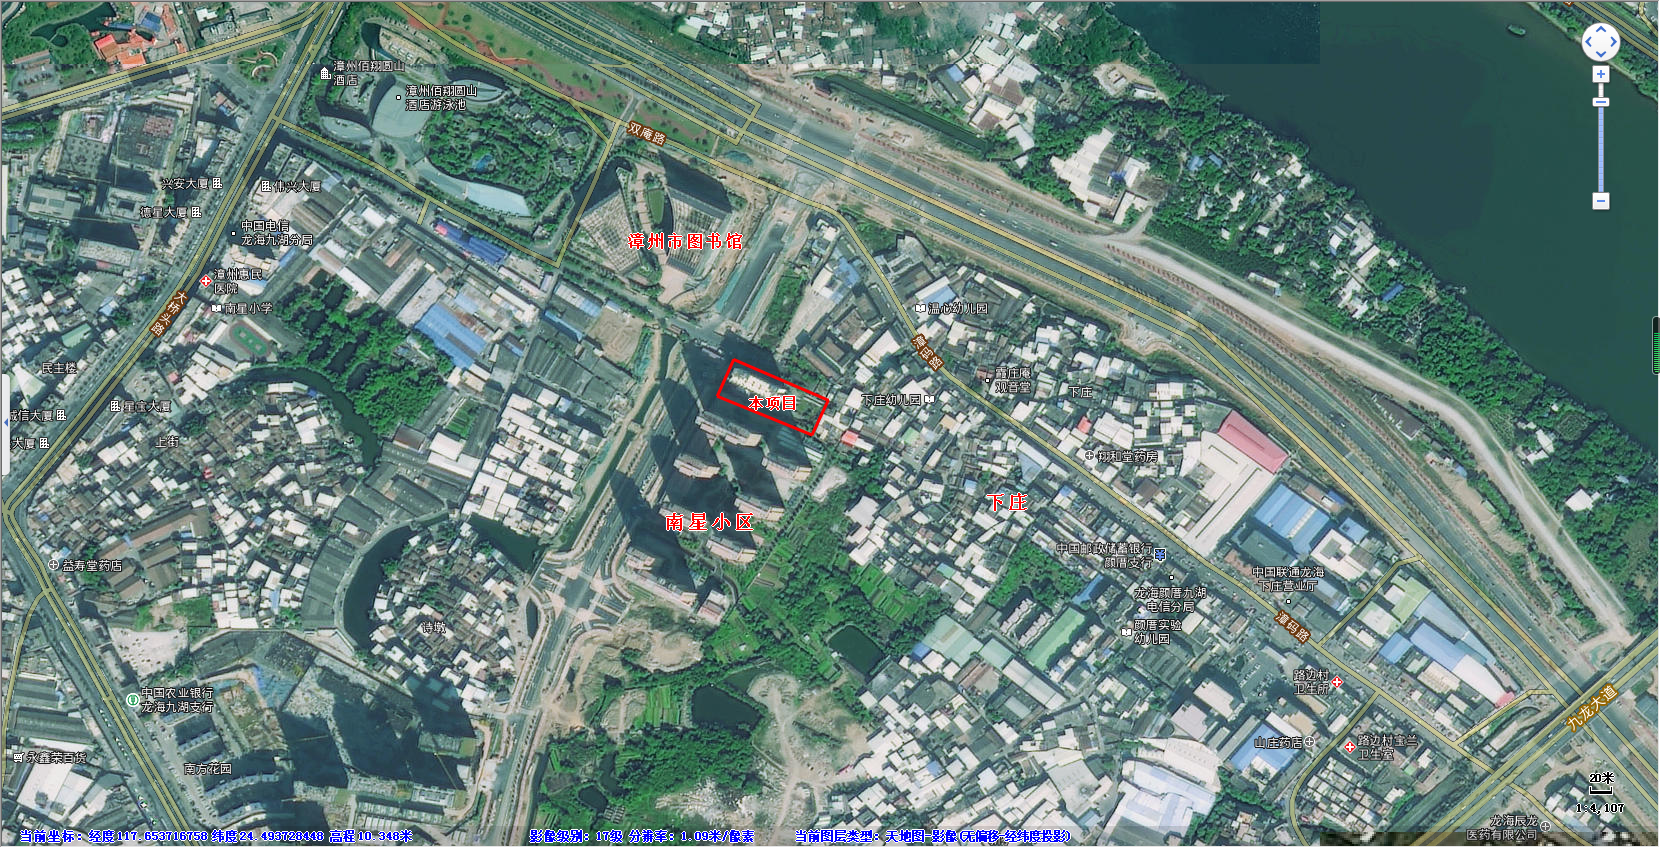 漳州佰翔圆山
酒店
漳州佰翔圆山
酒店游泳池
双庵路
兴安大厦
伟兴大厦
德星大厦
中国电信
龙海九湖分局
漳州市图书馆
漳州惠民
医院
南星小学
大桥头路
温心幼儿园
民主楼
霞庄庵
观音堂
下庄
本项目
下庄幼儿园
诚信大厦
星宝大厦
大厦
上街
翔和堂药房
下庄
南星小区
中国邮政储蓄银行
颜厝支行
益寿堂药店
中国联通龙海
下庄营业厅
龙海颜厝九湖
电信分局
诗墩
颜厝实验
幼儿园
漳码路
路边村
卫生所
中国农业银行
龙海九湖支行
九龙大道
山庄药店
路边村宝兰
卫生室
永鑫荣百货
南方花园
20米
1:4,107
龙海辰龙
医药有限公司
当前坐标: 经度117.653716758 纬度24.493728448 高程10.348米
影像级别: 17级 分辨率: 1.09米/像素
当前图层类型: 天地图-影像(无偏移-经纬度投影)